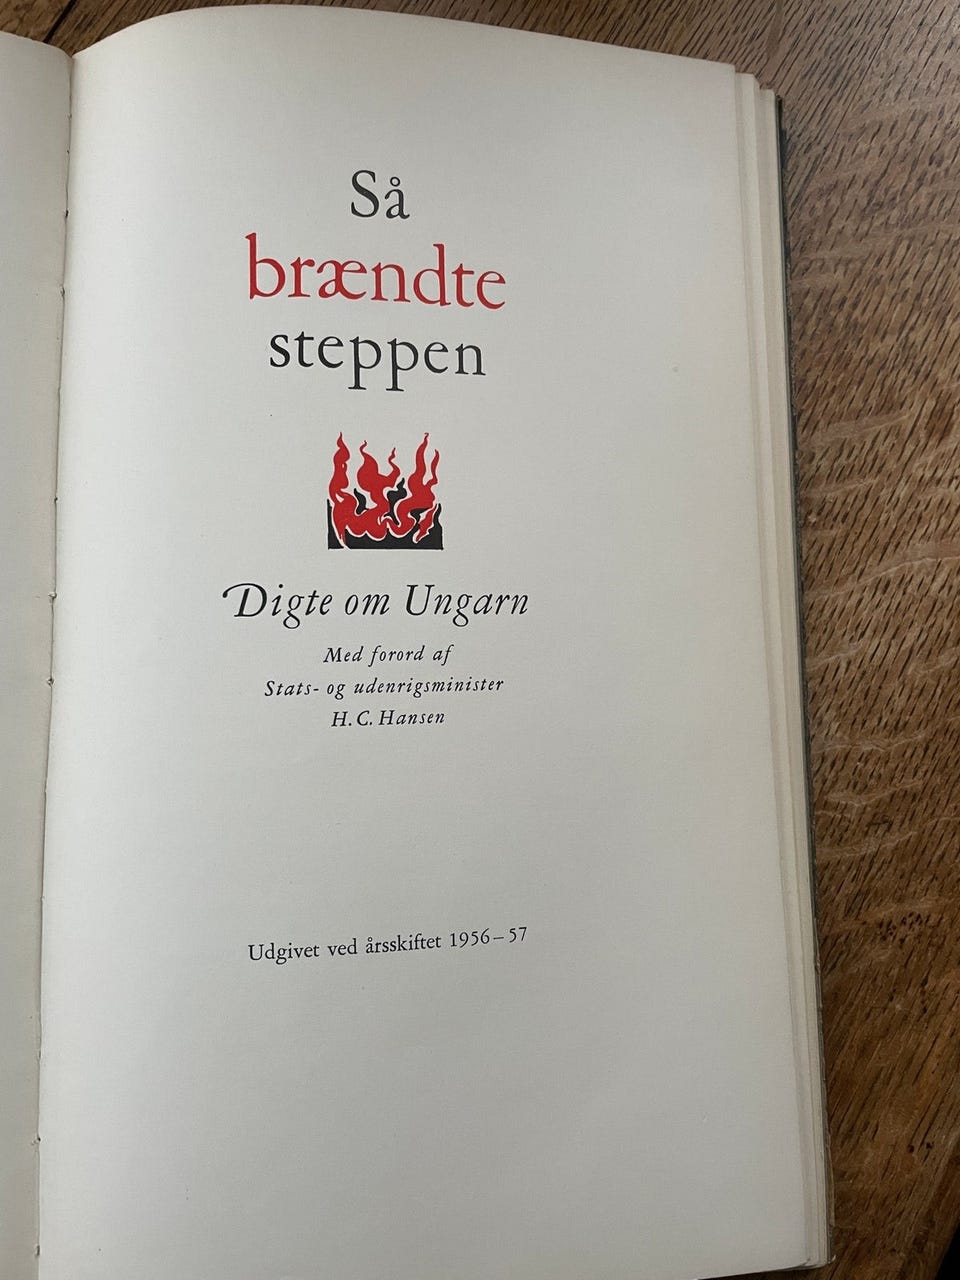 Så
brændte
steppen
Digte om Ungarn
Med forord af
Stats- og udenrigsminister
H. C. Hansen
Udgivet ved årsskiftet 1956–57